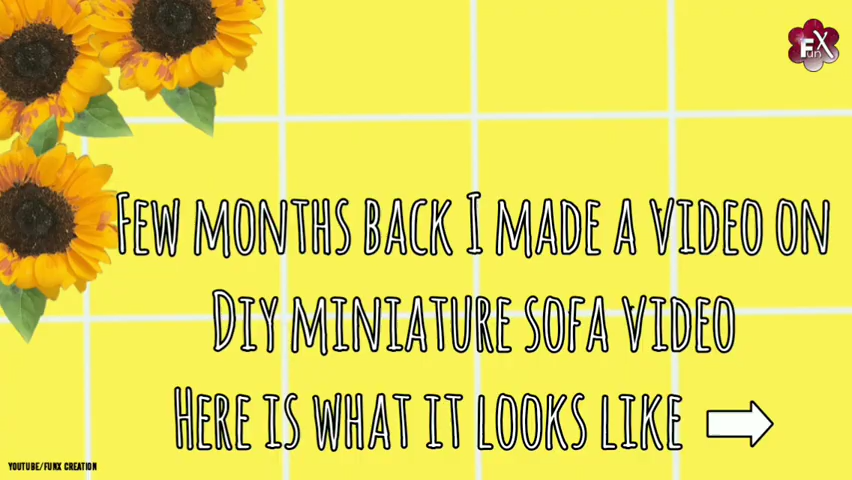 Fun X
Few months back I made a video on
Diy miniature sofa video
Here is what it looks like
YOUTUBE/FUNX CREATION